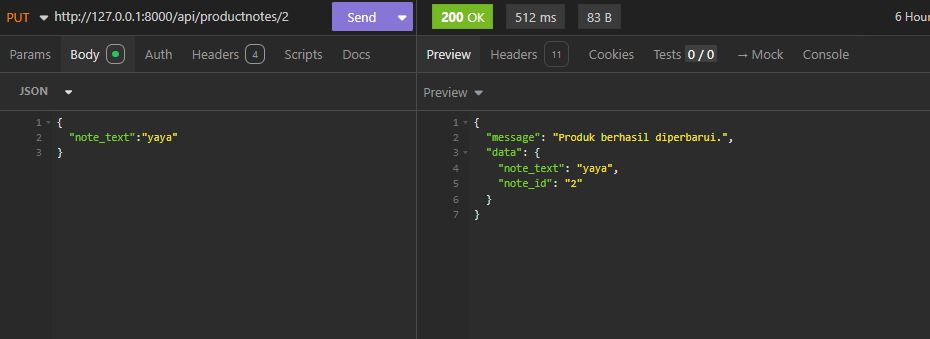 PUT http://127.0.0.1:8000/api/productnotes/2 Send 200 OK 512 ms 83 B 6 Hour
Params Body Auth Headers 4 Scripts Docs Preview Headers 11 Cookies Tests 0 / 0 → Mock Console
JSON
Preview
1 {
2 "note_text":"yaya"
3 }
1 {
2 "message": "Produk berhasil diperbarui.",
3 "data": {
4 "note_text": "yaya",
5 "note_id": "2"
6 }
7 }